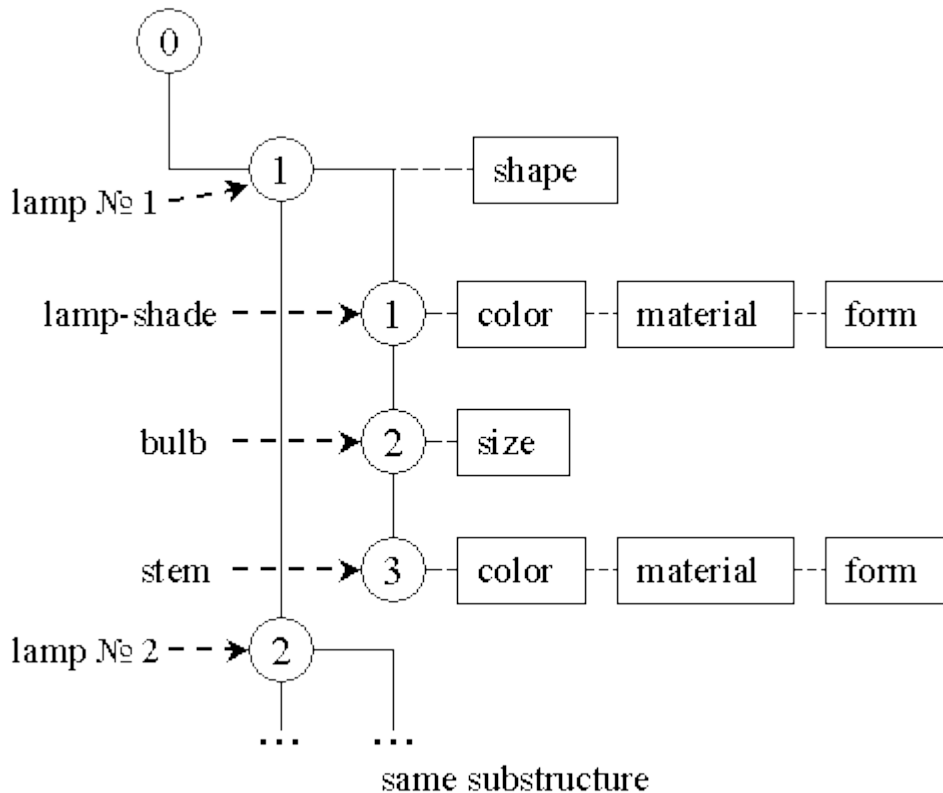 0
1 shape
lamp № 1
lamp-shade 1 color material form
bulb 2 size
stem 3 color material form
lamp № 2 2
... ...
same substructure